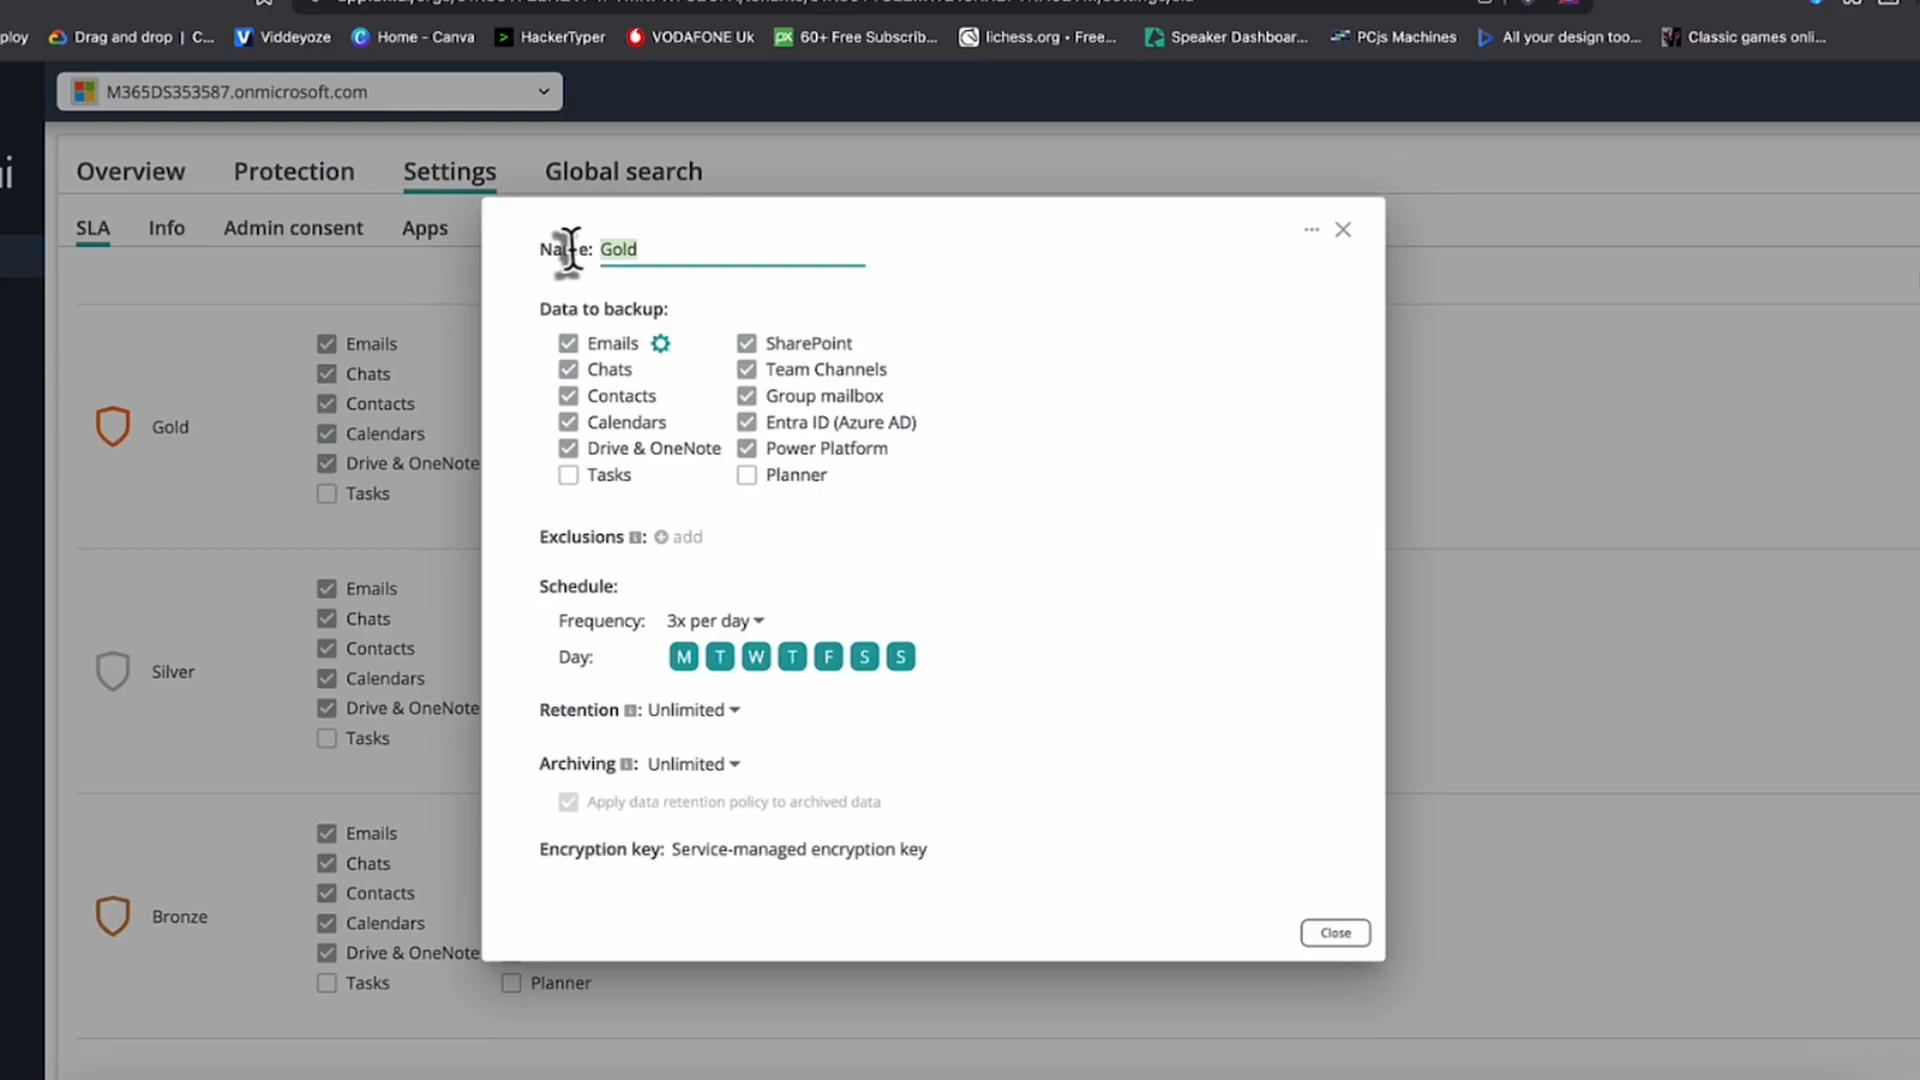 ploy Drag and drop | C... Viddeyoze Home - Canva HackerTyper VODAFONE Uk 60+ Free Subscrib... lichess.org • Free... Speaker Dashboar... PCjs Machines All your design too... Classic games onli...
M365DS353587.onmicrosoft.com
Overview Protection Settings Global search
SLA Info Admin consent Apps
Name: Gold
Data to backup:
Emails SharePoint
Chats Team Channels
Contacts Group mailbox
Calendars Entra ID (Azure AD)
Drive & OneNote Power Platform
Tasks Planner
Exclusions : add
Schedule:
Frequency: 3x per day
Day: M T W T F S S
Retention : Unlimited
Archiving : Unlimited
Apply data retention policy to archived data
Encryption key: Service-managed encryption key
Close
Gold
Emails
Chats
Contacts
Calendars
Drive & OneNote
Tasks
Silver
Emails
Chats
Contacts
Calendars
Drive & OneNote
Tasks
Bronze
Emails
Chats
Contacts
Calendars
Drive & OneNote
Tasks Planner